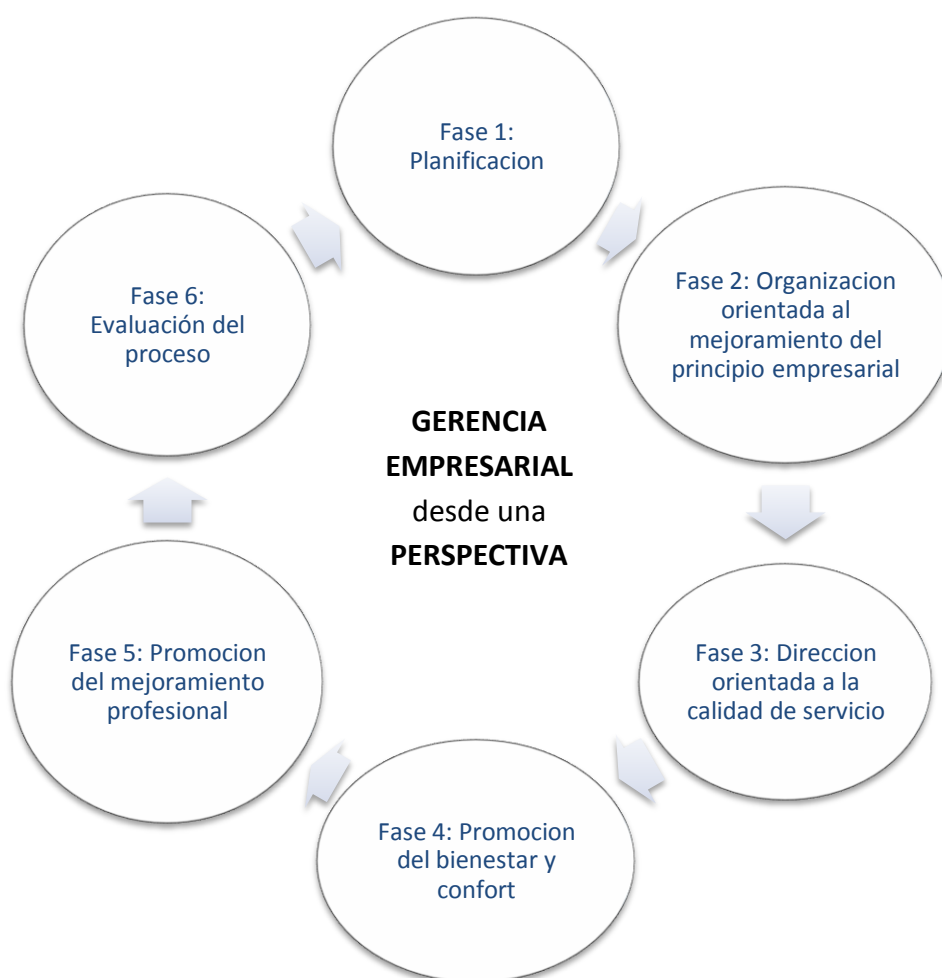 Fase 1:
Planificacion
Fase 2: Organizacion
orientada al
mejoramiento del
principio empresarial
Fase 3: Direccion
orientada a la
calidad de servicio
Fase 4: Promocion
del bienestar y
confort
Fase 5: Promocion
del mejoramiento
profesional
Fase 6:
Evaluación del
proceso
GERENCIA
EMPRESARIAL
desde una
PERSPECTIVA